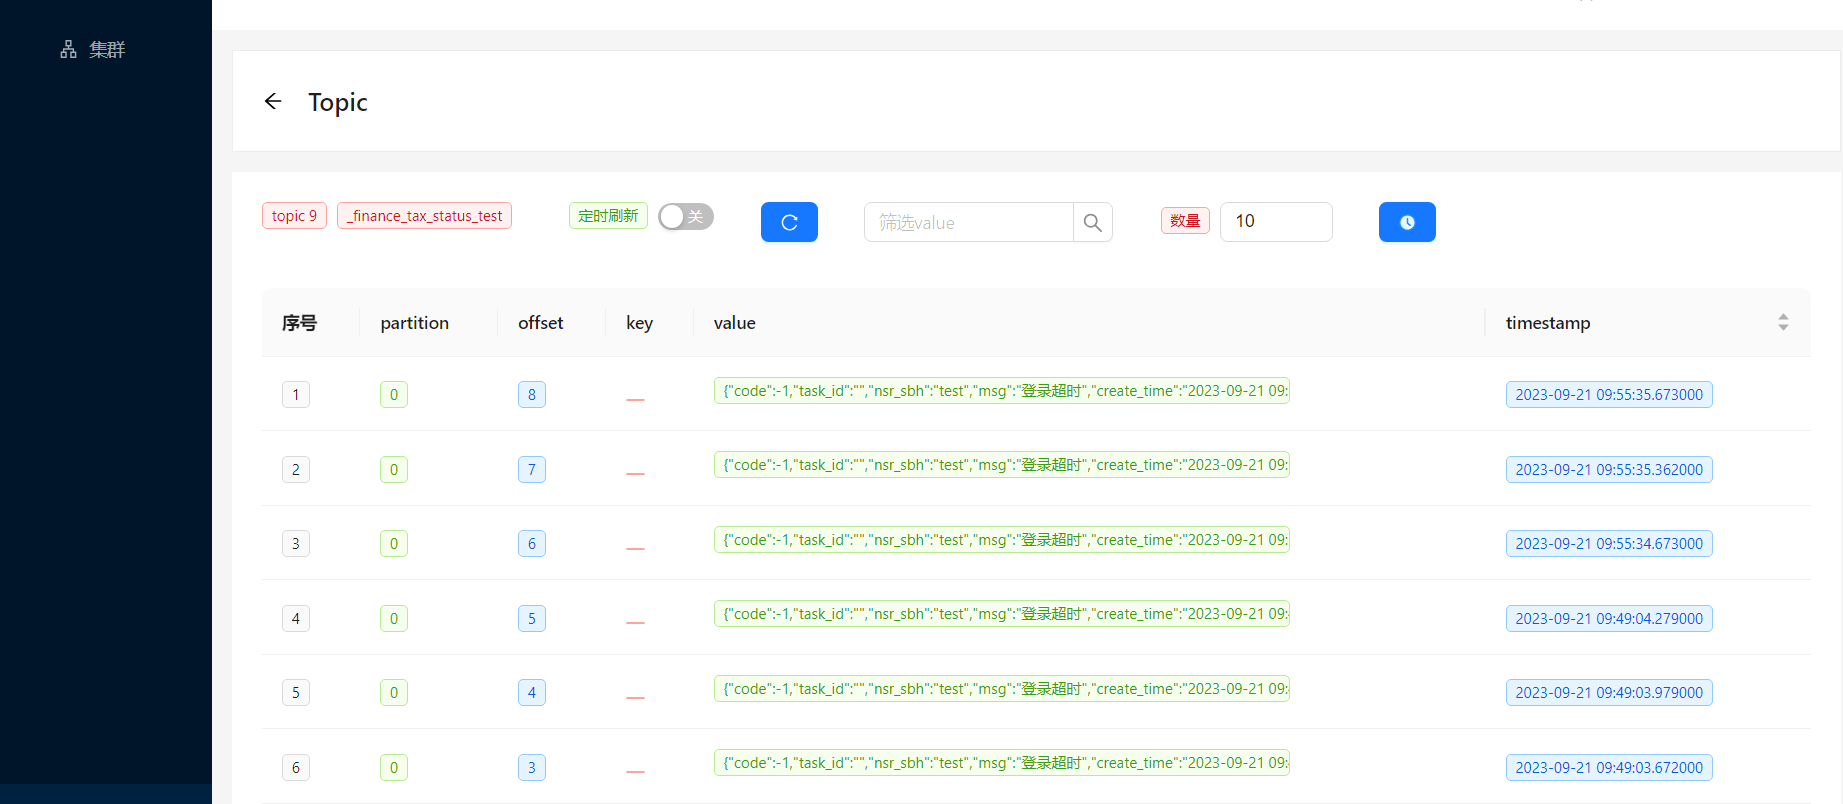 集群
Topic
topic 9 _finance_tax_status_test 定时刷新 关 筛选value 数量 10
序号 partition offset key value timestamp
1 0 8 — {"code":-1,"task_id":"","nsr_sbh":"test","msg":"登录超时","create_time":"2023-09-21 09: 2023-09-21 09:55:35.673000
2 0 7 — {"code":-1,"task_id":"","nsr_sbh":"test","msg":"登录超时","create_time":"2023-09-21 09: 2023-09-21 09:55:35.362000
3 0 6 — {"code":-1,"task_id":"","nsr_sbh":"test","msg":"登录超时","create_time":"2023-09-21 09: 2023-09-21 09:55:34.673000
4 0 5 — {"code":-1,"task_id":"","nsr_sbh":"test","msg":"登录超时","create_time":"2023-09-21 09: 2023-09-21 09:49:04.279000
5 0 4 — {"code":-1,"task_id":"","nsr_sbh":"test","msg":"登录超时","create_time":"2023-09-21 09: 2023-09-21 09:49:03.979000
6 0 3 — {"code":-1,"task_id":"","nsr_sbh":"test","msg":"登录超时","create_time":"2023-09-21 09: 2023-09-21 09:49:03.672000